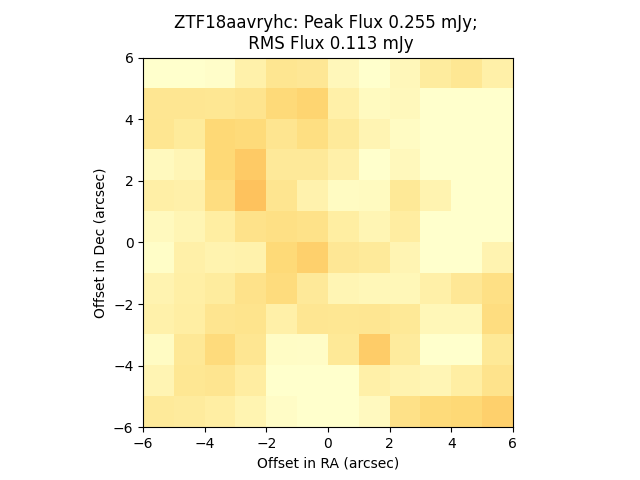 ZTF18aavryhc: Peak Flux 0.255 mJy;
RMS Flux 0.113 mJy
6
4
2
0
−2
−4
−6
Offset in Dec (arcsec)
−6 −4 −2 0 2 4 6
Offset in RA (arcsec)